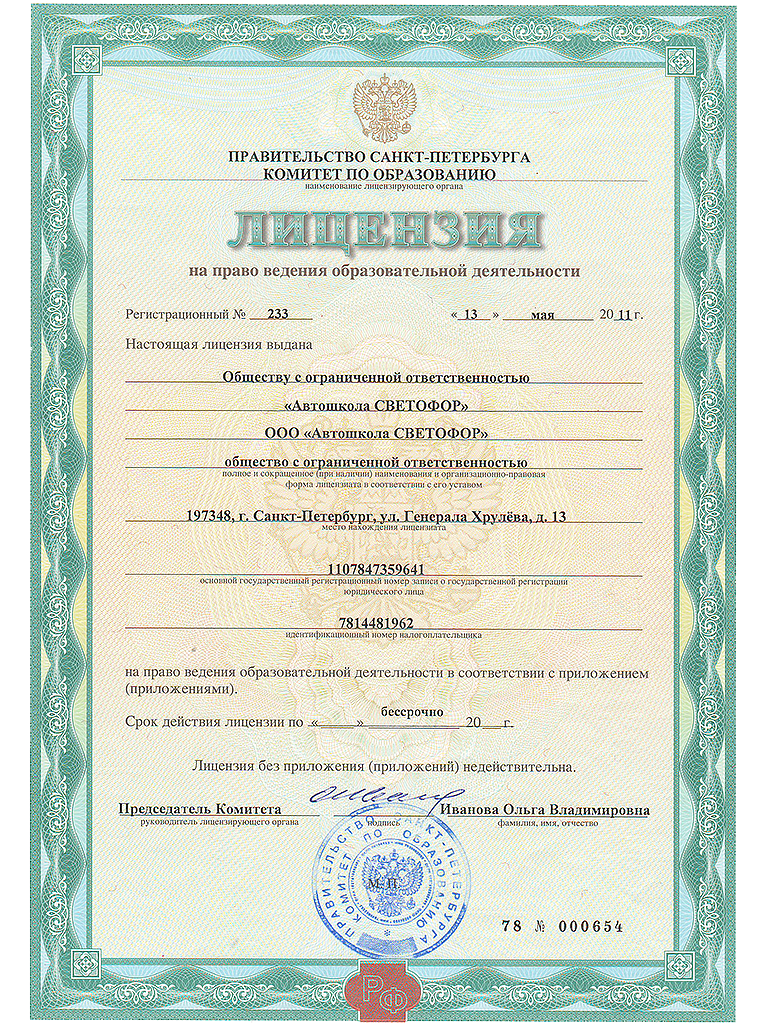 ПРАВИТЕЛЬСТВО САНКТ-ПЕТЕРБУРГА
КОМИТЕТ ПО ОБРАЗОВАНИЮ
наименование лицензирующего органа
ЛИЦЕНЗИЯ
на право ведения образовательной деятельности
Регистрационный № 233 « 13 » мая 20 11 г.
Настоящая лицензия выдана
Обществу с ограниченной ответственностью
«Автошкола СВЕТОФОР»
ООО «Автошкола СВЕТОФОР»
общество с ограниченной ответственностью
полное и сокращенное (при наличии) наименования и организационно-правовая
форма лицензиата в соответствии с его уставом
197348, г. Санкт-Петербург, ул. Генерала Хрулёва, д. 13
место нахождения лицензиата
1107847359641
основной государственный регистрационный номер записи о государственной регистрации
юридического лица
7814481962
идентификационный номер налогоплательщика
на право ведения образовательной деятельности в соответствии с приложением
(приложениями).
бессрочно
Срок действия лицензии по «____» ____________ 20___г.
Лицензия без приложения (приложений) недействительна.
Председатель Комитета Иванова Ольга Владимировна
руководитель лицензирующего органа подпись фамилия, имя, отчество
ПРАВИТЕЛЬСТВО САНКТ-ПЕТЕРБУРГА
КОМИТЕТ ПО ОБРАЗОВАНИЮ
М.П.
78 № 000654
РФ